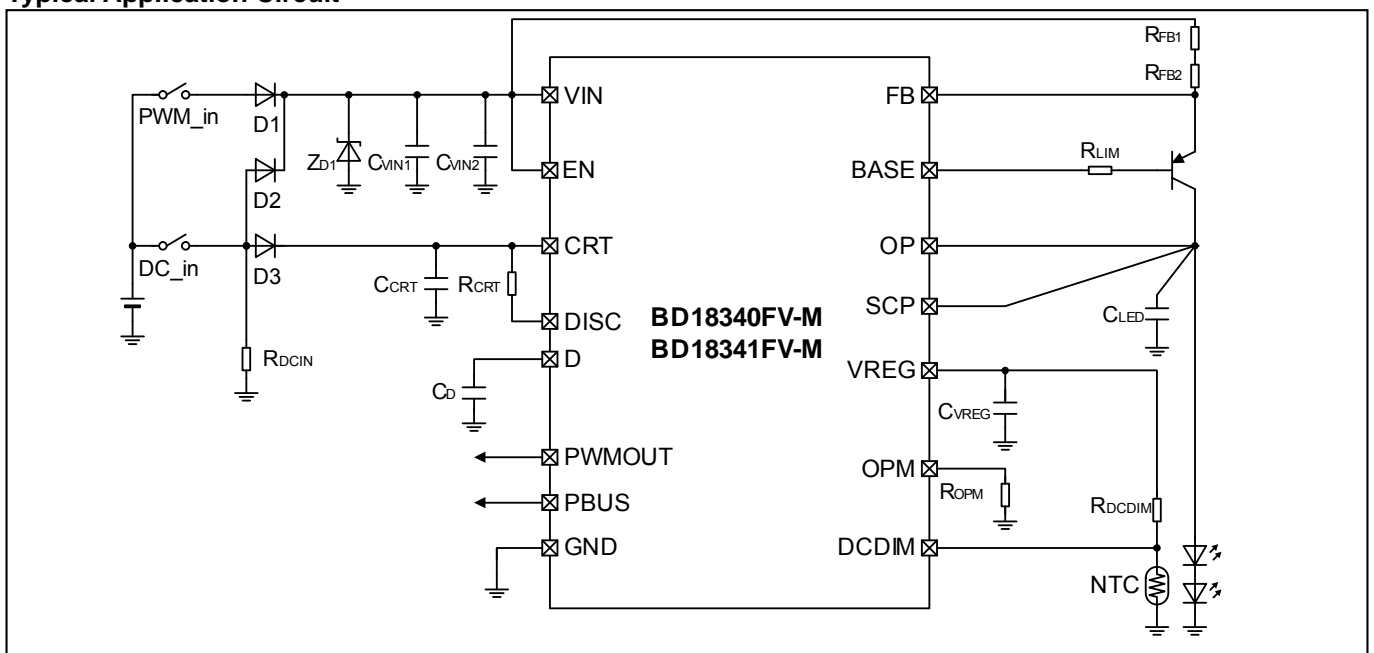 Typical Application Circuit
RFB1
RFB2
PWM_in
D1
D2
DC_in
D3
ZD1
CVIN1
CVIN2
CCRT
RCRT
RDCIN
CD
VIN
EN
CRT
DISC
D
PWMOUT
PBUS
GND
BD18340FV-M
BD18341FV-M
FB
BASE
OP
SCP
VREG
OPM
DCDIM
RLIM
CLED
CVREG
ROPM
RDCDIM
NTC